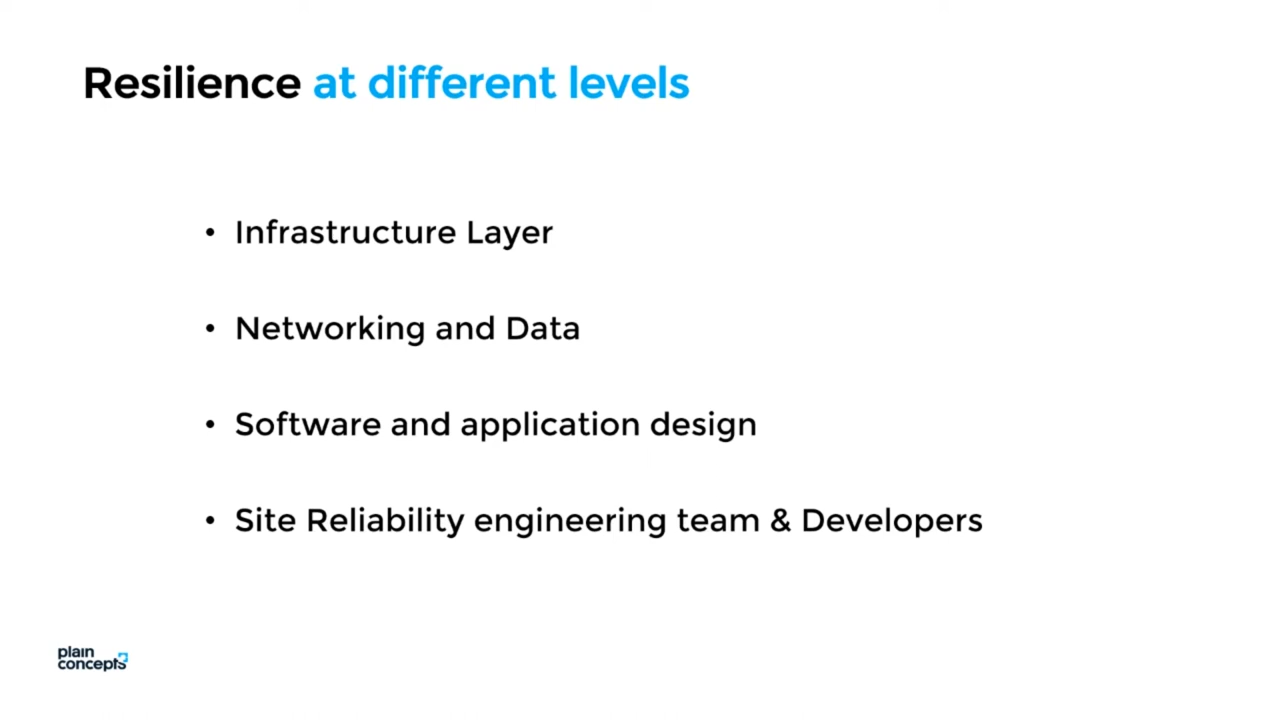 Resilience at different levels
• Infrastructure Layer
• Networking and Data
• Software and application design
• Site Reliability engineering team & Developers
plain
concepts